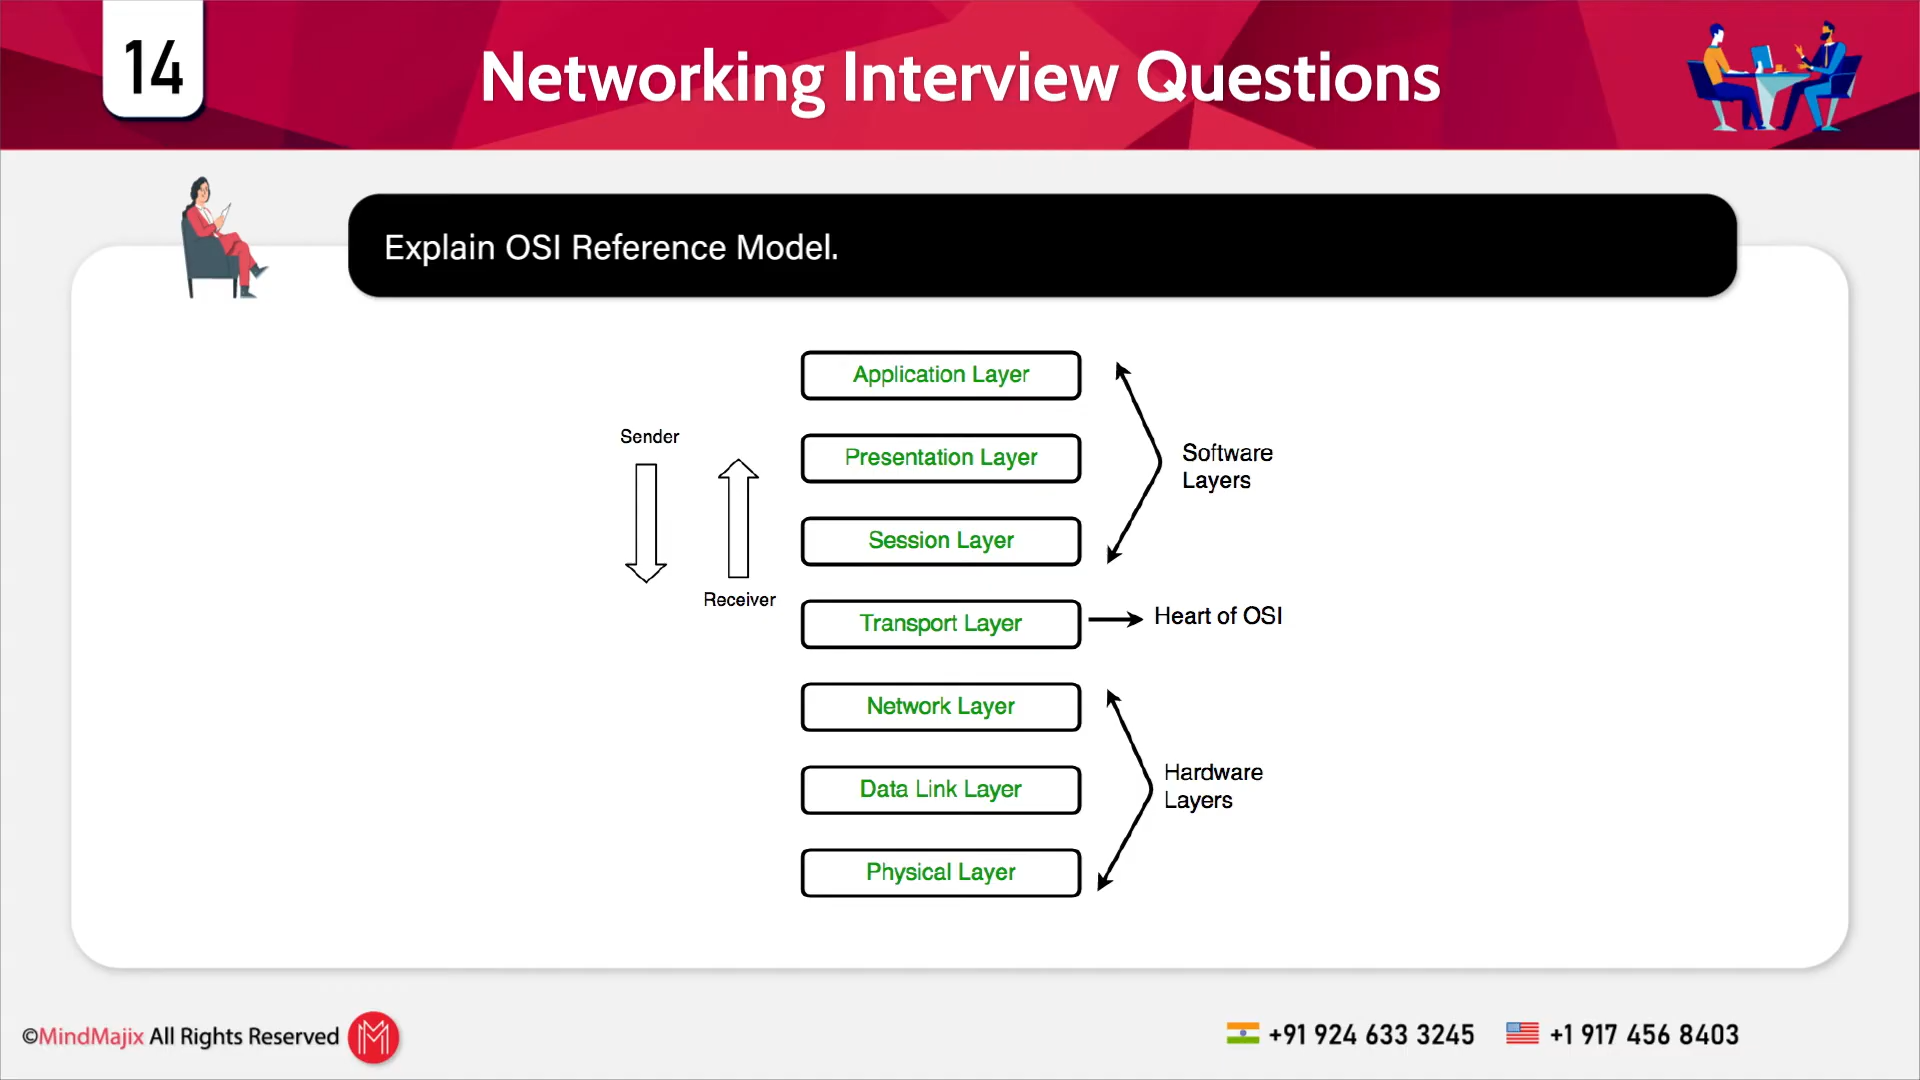 14
Networking Interview Questions
Explain OSI Reference Model.
Application Layer
Sender
Presentation Layer
Software
Layers
Session Layer
Receiver
Transport Layer
Heart of OSI
Network Layer
Hardware
Layers
Data Link Layer
Physical Layer
©MindMajix All Rights Reserved
+91 924 633 3245
+1 917 456 8403